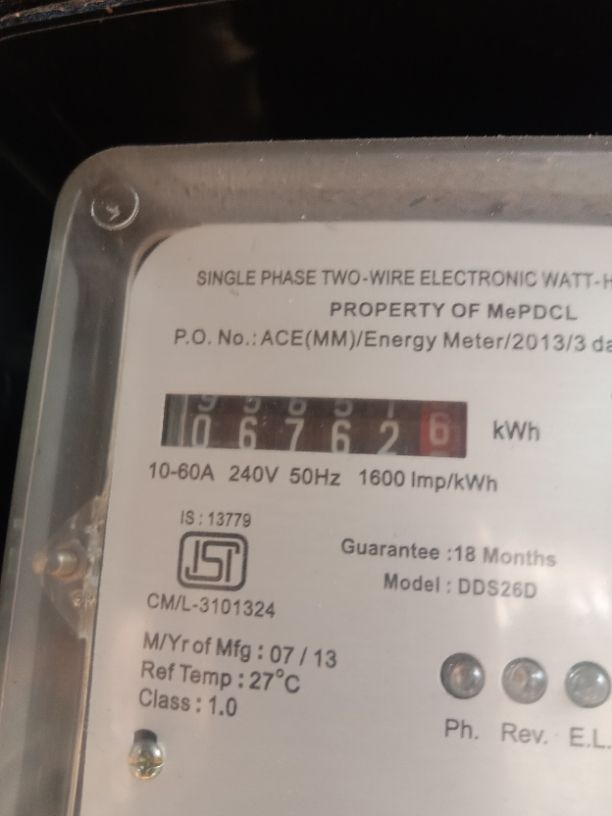 SINGLE PHASE TWO-WIRE ELECTRONIC WATT-H
PROPERTY OF MePDCL
P.O. No.: ACE(MM)/Energy Meter/2013/3 da
0 6 7 6 2 6 kWh
10-60A 240V 50Hz 1600 Imp/kWh
IS : 13779
ISI
CM/L-3101324
Guarantee :18 Months
Model : DDS26D
M/Yr of Mfg : 07 / 13
Ref Temp : 27°C
Class : 1.0
Ph. Rev. E.L.